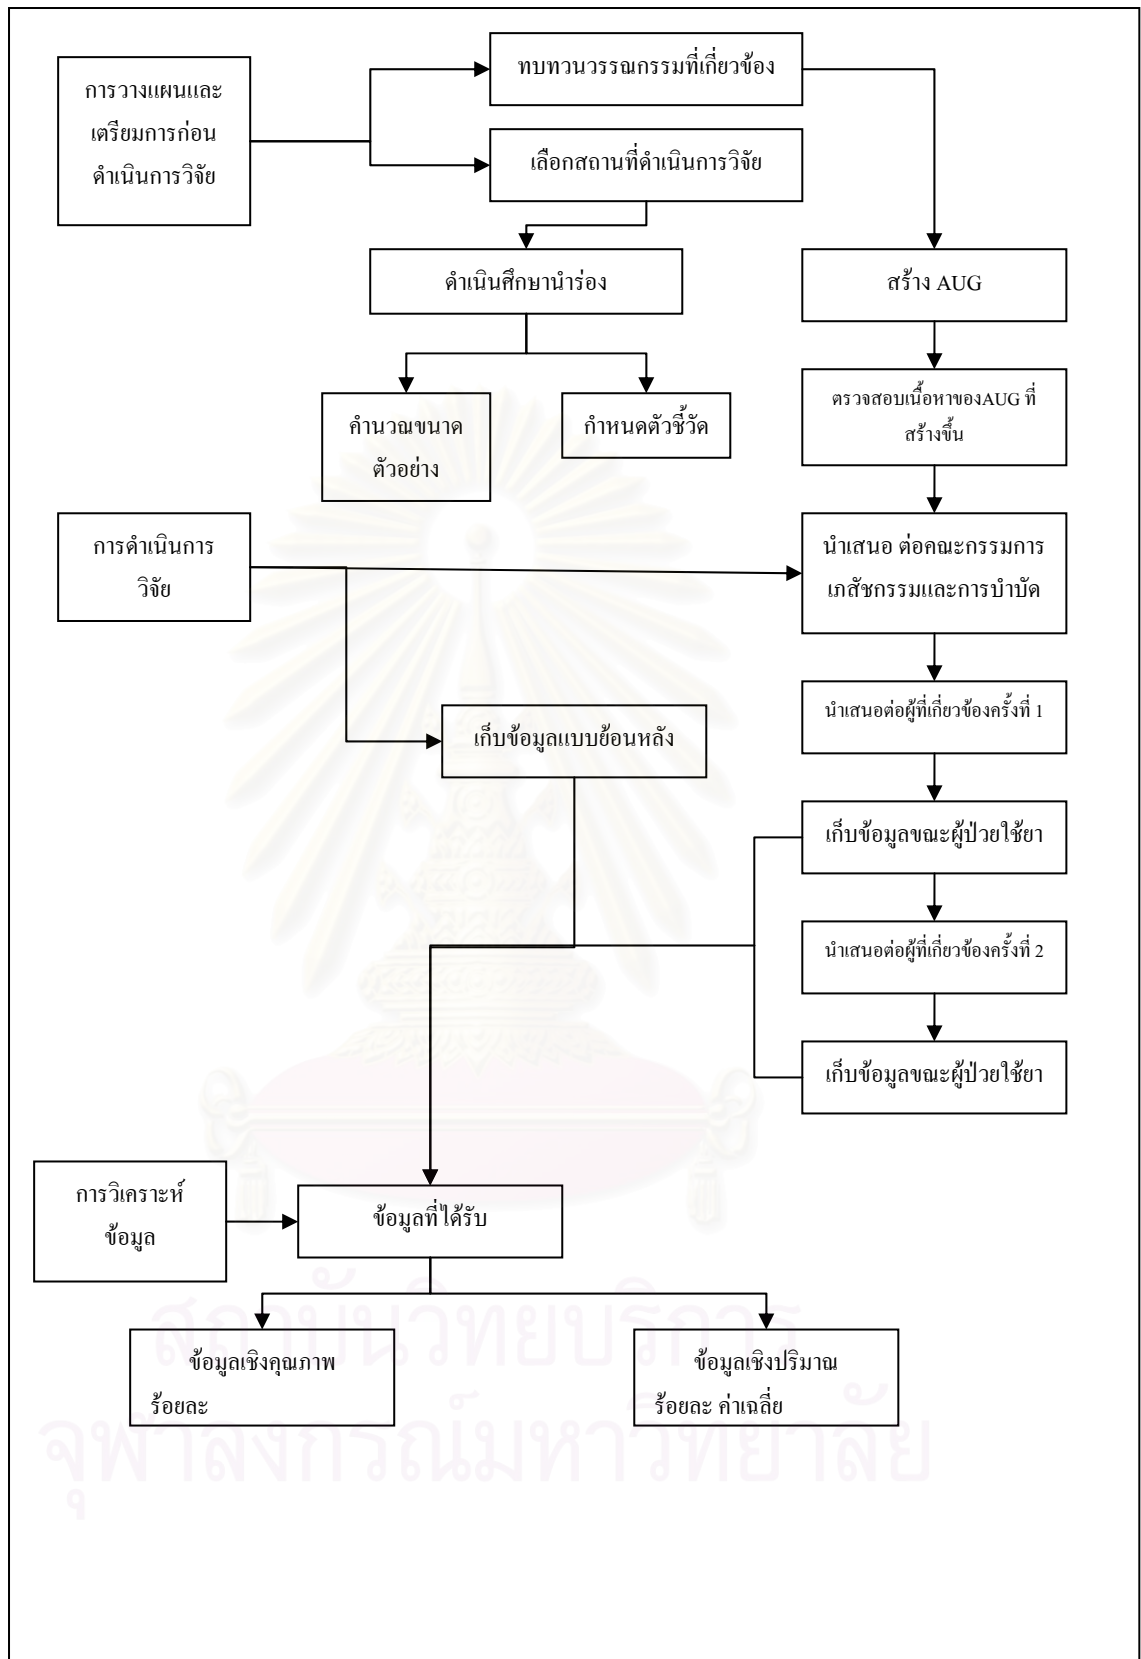 การวางแผนและ
เตรียมการก่อน
ดำเนินการวิจัย
ทบทวนวรรณกรรมที่เกี่ยวข้อง
เลือกสถานที่ดำเนินการวิจัย
ดำเนินศึกษานำร่อง
สร้าง AUG
คำนวณขนาด
ตัวอย่าง
กำหนดตัวชี้วัด
ตรวจสอบเนื้อหาของAUG ที่
สร้างขึ้น
การดำเนินการ
วิจัย
นำเสนอ ต่อคณะกรรมการ
เภสัชกรรมและการบำบัด
นำเสนอต่อผู้ที่เกี่ยวข้องครั้งที่ 1
เก็บข้อมูลแบบย้อนหลัง
เก็บข้อมูลขณะผู้ป่วยใช้ยา
นำเสนอต่อผู้ที่เกี่ยวข้องครั้งที่ 2
เก็บข้อมูลขณะผู้ป่วยใช้ยา
การวิเคราะห์
ข้อมูล
ข้อมูลที่ได้รับ
ข้อมูลเชิงคุณภาพ
ร้อยละ
ข้อมูลเชิงปริมาณ
ร้อยละ ค่าเฉลี่ย
สถาบันวิทยบริการ
จุฬาลงกรณ์มหาวิทยาลัย